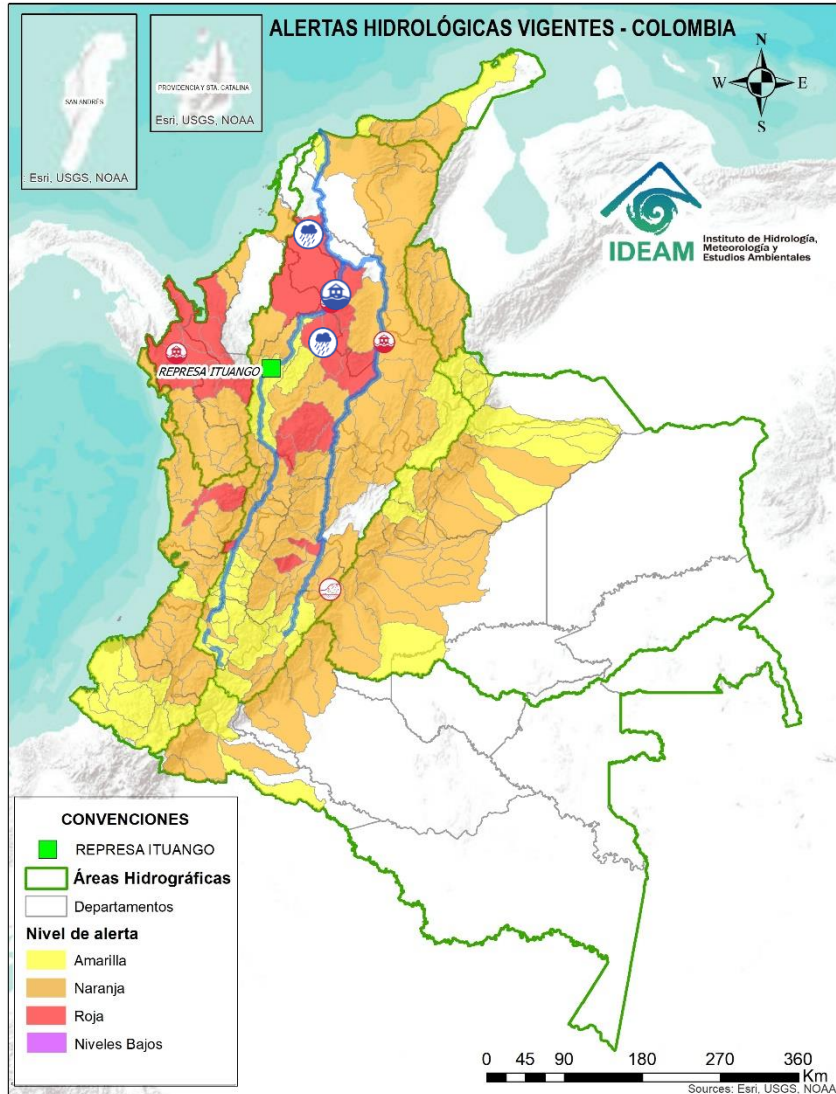 ALERTAS HIDROLÓGICAS VIGENTES - COLOMBIA
SAN ANDRÉS
Esri, USGS, NOAA
PROVIDENCIA Y STA. CATALINA
Esri, USGS, NOAA
N
W
E
S
IDEAM
Instituto de Hidrología,
Meteorología y
Estudios Ambientales
REPRESA ITUANGO
CONVENCIONES
REPRESA ITUANGO
Áreas Hidrográficas
Departamentos
Nivel de alerta
Amarilla
Naranja
Roja
Niveles Bajos
0 45 90 180 270 360
Km
Sources: Esri, USGS, NOAA